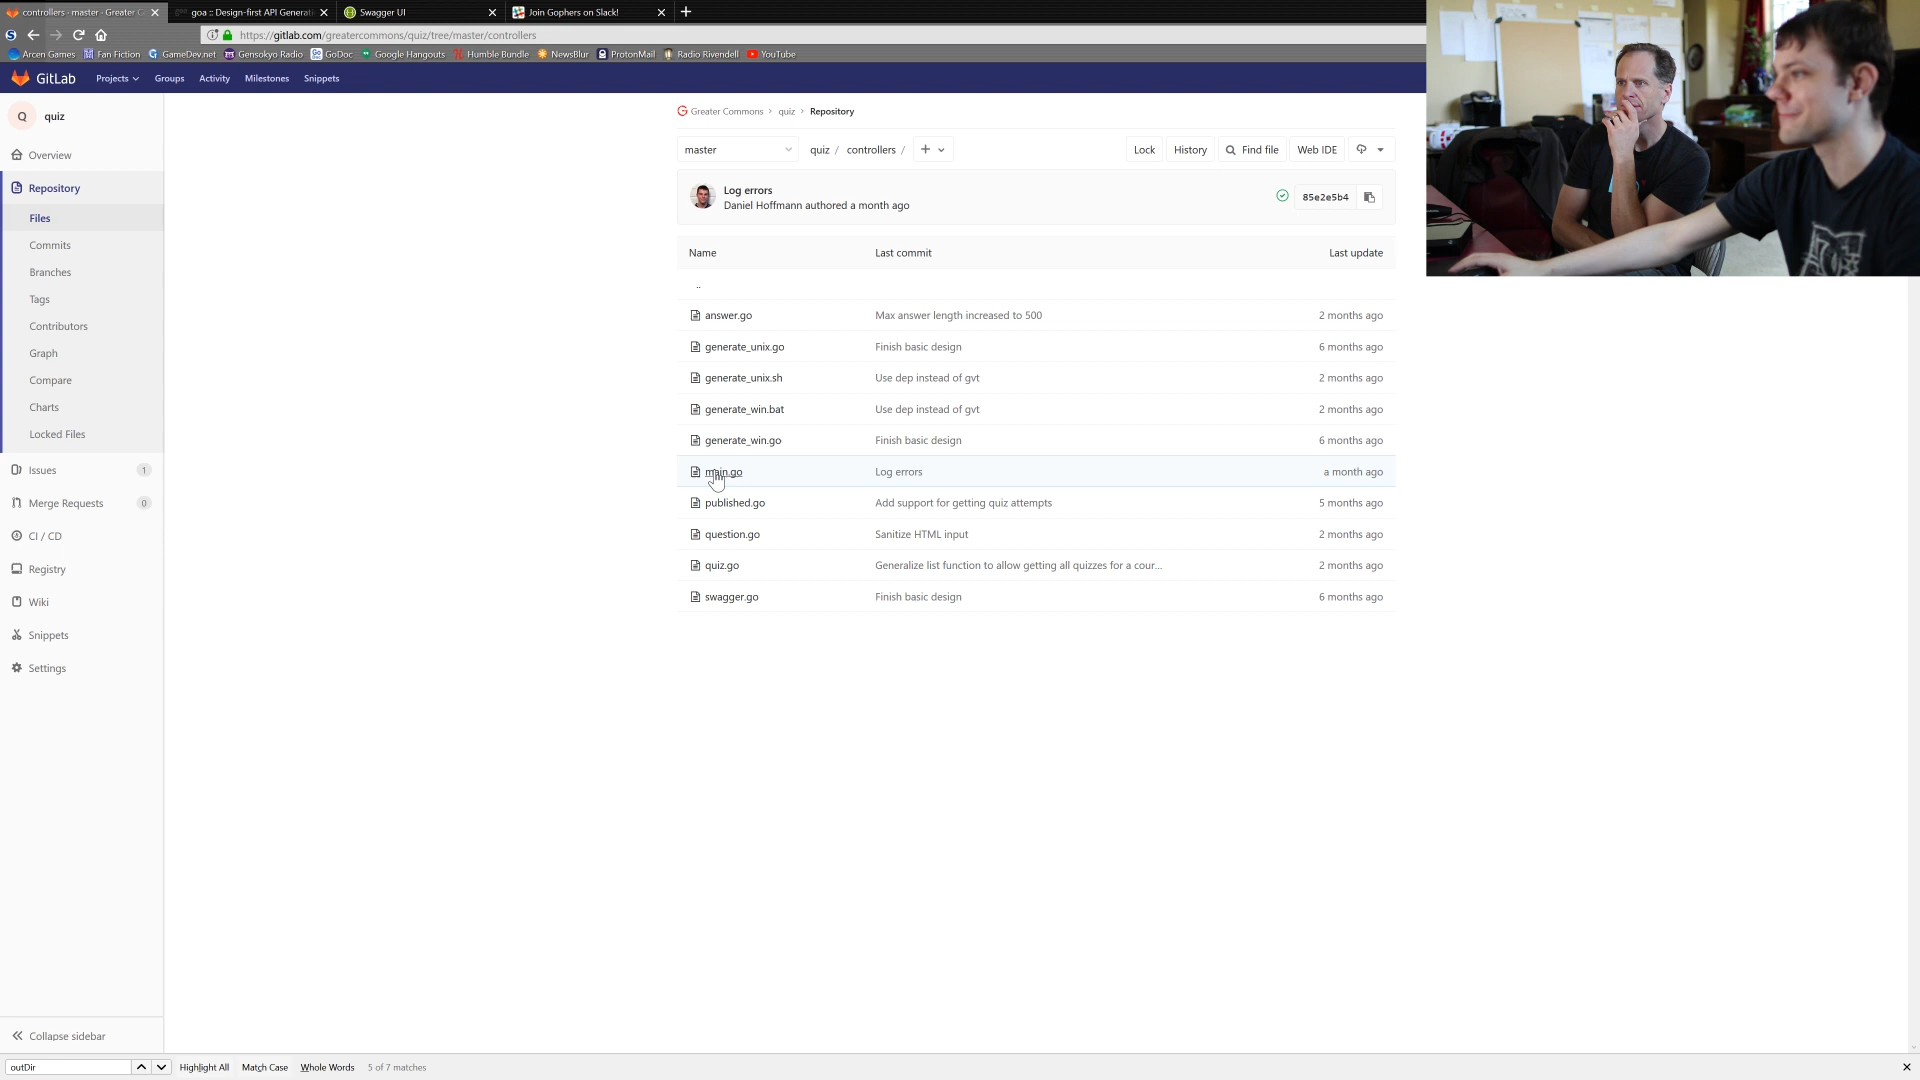 controllers - master - Greater C
goa :: Design-first API Generati
Swagger UI
Join Gophers on Slack!
https://gitlab.com/greatercommons/quiz/tree/master/controllers
Arcen Games
Fan Fiction
GameDev.net
Gensokyo Radio
GoDoc
Google Hangouts
Humble Bundle
NewsBlur
ProtonMail
Radio Rivendell
YouTube
GitLab
Projects
Groups
Activity
Milestones
Snippets
Q
quiz
Overview
Repository
Files
Commits
Branches
Tags
Contributors
Graph
Compare
Charts
Locked Files
Issues 1
Merge Requests 0
CI / CD
Registry
Wiki
Snippets
Settings
Collapse sidebar
Greater Commons > quiz > Repository
master
quiz / controllers /
Lock
History
Find file
Web IDE
Log errors
Daniel Hoffmann authored a month ago
85e2e5b4
Name Last commit Last update
..
answer.go Max answer length increased to 500 2 months ago
generate_unix.go Finish basic design 6 months ago
generate_unix.sh Use dep instead of gvt 2 months ago
generate_win.bat Use dep instead of gvt 2 months ago
generate_win.go Finish basic design 6 months ago
main.go Log errors a month ago
published.go Add support for getting quiz attempts 5 months ago
question.go Sanitize HTML input 2 months ago
quiz.go Generalize list function to allow getting all quizzes for a cour... 2 months ago
swagger.go Finish basic design 6 months ago
outDir
Highlight All
Match Case
Whole Words
5 of 7 matches